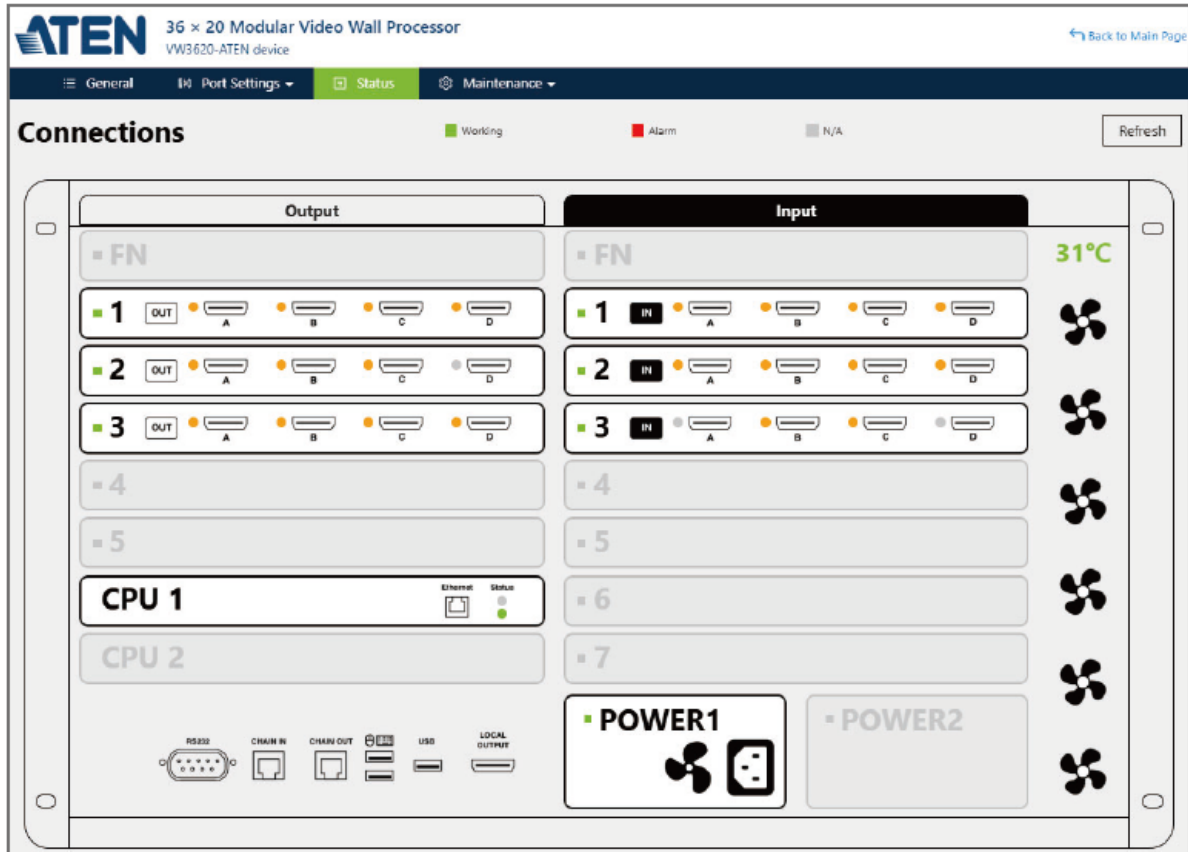 ATEN
36 × 20 Modular Video Wall Processor
VW3620-ATEN device
Back to Main Page
General Port Settings Status Maintenance
Connections Working Alarm N/A Refresh
Output Input
FN FN 31°C
1 OUT A B C D 1 IN A B C D
2 OUT A B C D 2 IN A B C D
3 OUT A B C D 3 IN A B C D
4 4
5 5
CPU 1 Ethernet Status 6
CPU 2 7
RS232 CHAIN IN CHAIN OUT USB LOCAL OUTPUT POWER1 POWER2